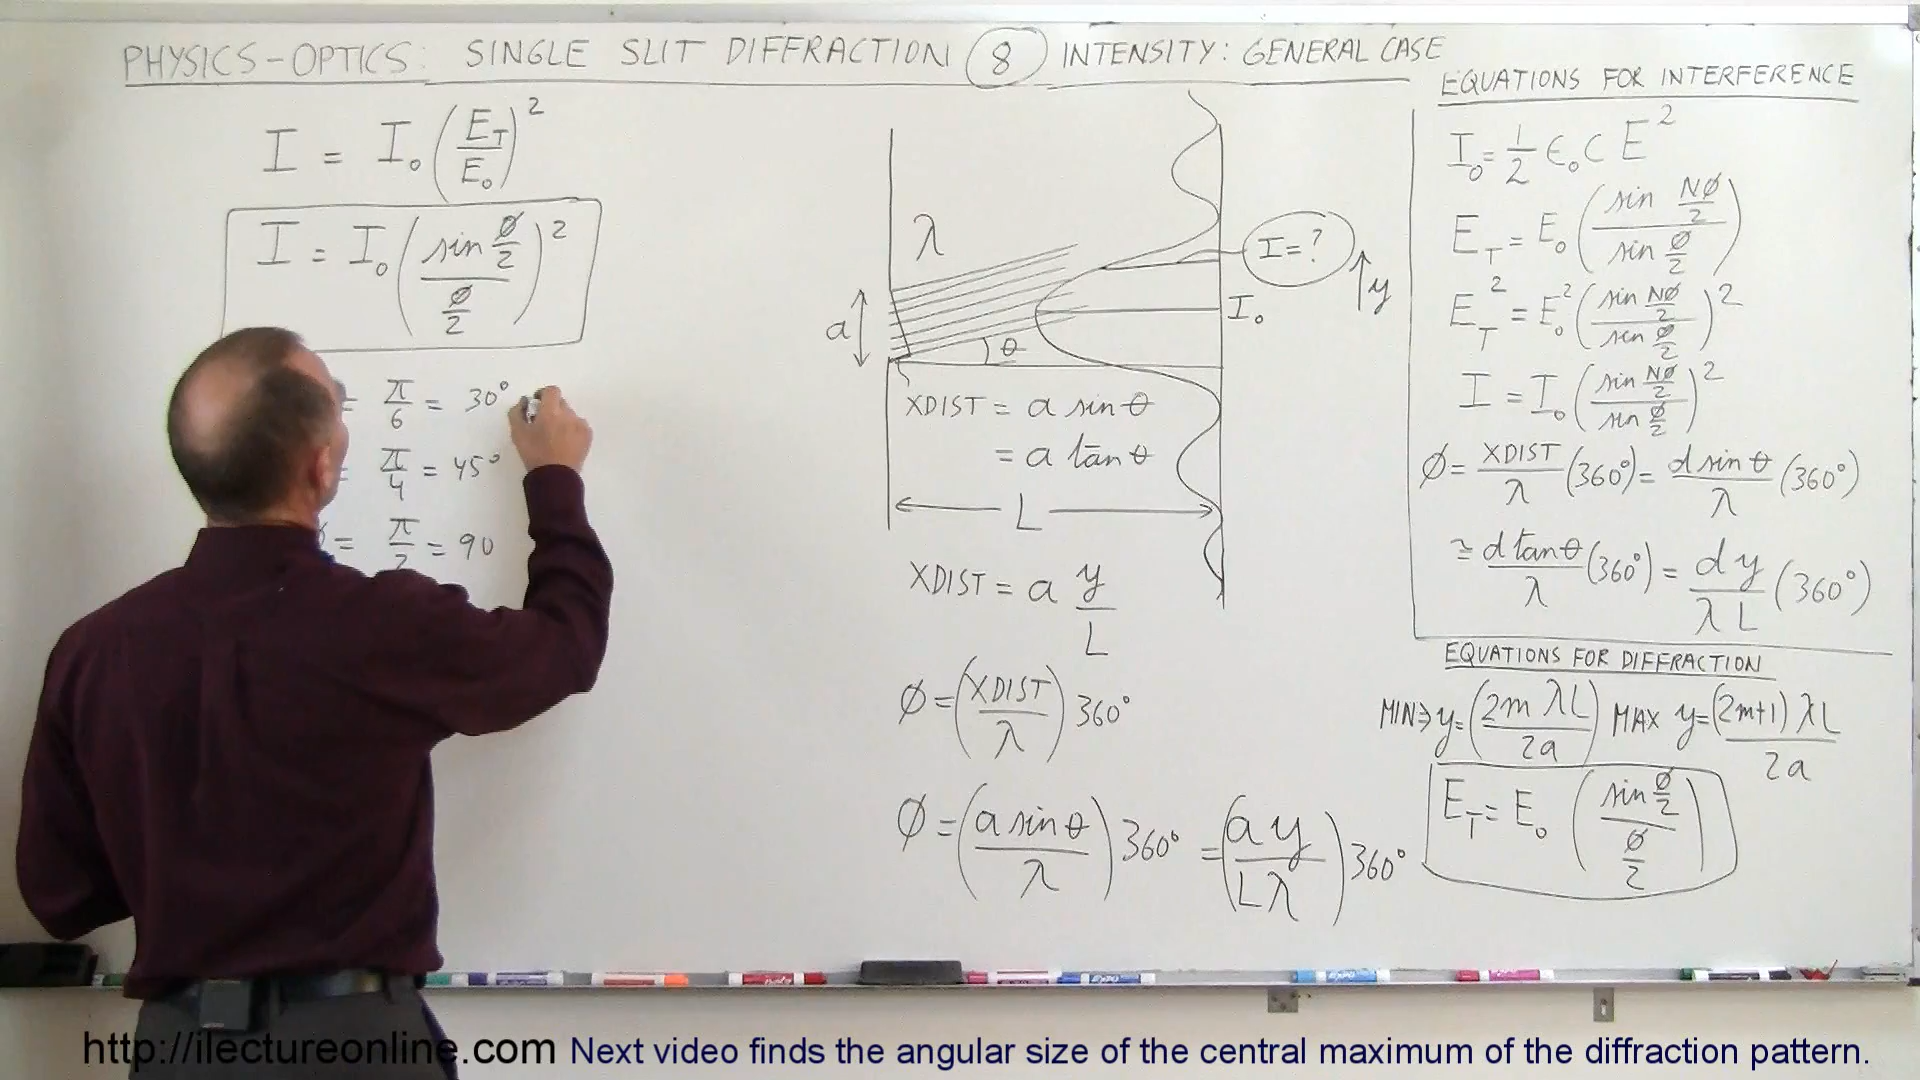 PHYSICS-OPTICS: SINGLE SLIT DIFFRACTION (8) INTENSITY: GENERAL CASE
I = I₀ (E_T/E₀)²
I = I₀ (sin ∅/2 / ∅/2)²
= π/6 = 30°
= π/4 = 45°
∅ = π/2 = 90
λ
a
θ
I = ?
y
I₀
XDIST = a sin θ
= a tan θ
L
XDIST = a y/L
∅ = (XDIST/λ) 360°
∅ = (a sin θ/λ) 360° = (a y/Lλ) 360°
EQUATIONS FOR INTERFERENCE
I₀ = 1/2 ε₀ c E²
E_T = E₀ (sin N∅/2 / sin ∅/2)
E_T² = E₀² (sin N∅/2 / sin ∅/2)²
I = I₀ (sin N∅/2 / sin ∅/2)²
∅ = XDIST/λ (360°) = d sin θ/λ (360°)
≅ d tan θ/λ (360°) = d y/λ L (360°)
EQUATIONS FOR DIFFRACTION
MIN⇒ y = (2m λL/2a) MAX y = (2m+1) λL/2a
E_T = E₀ (sin ∅/2 / ∅/2)
http://ilectureonline.com Next video finds the angular size of the central maximum of the diffraction pattern.